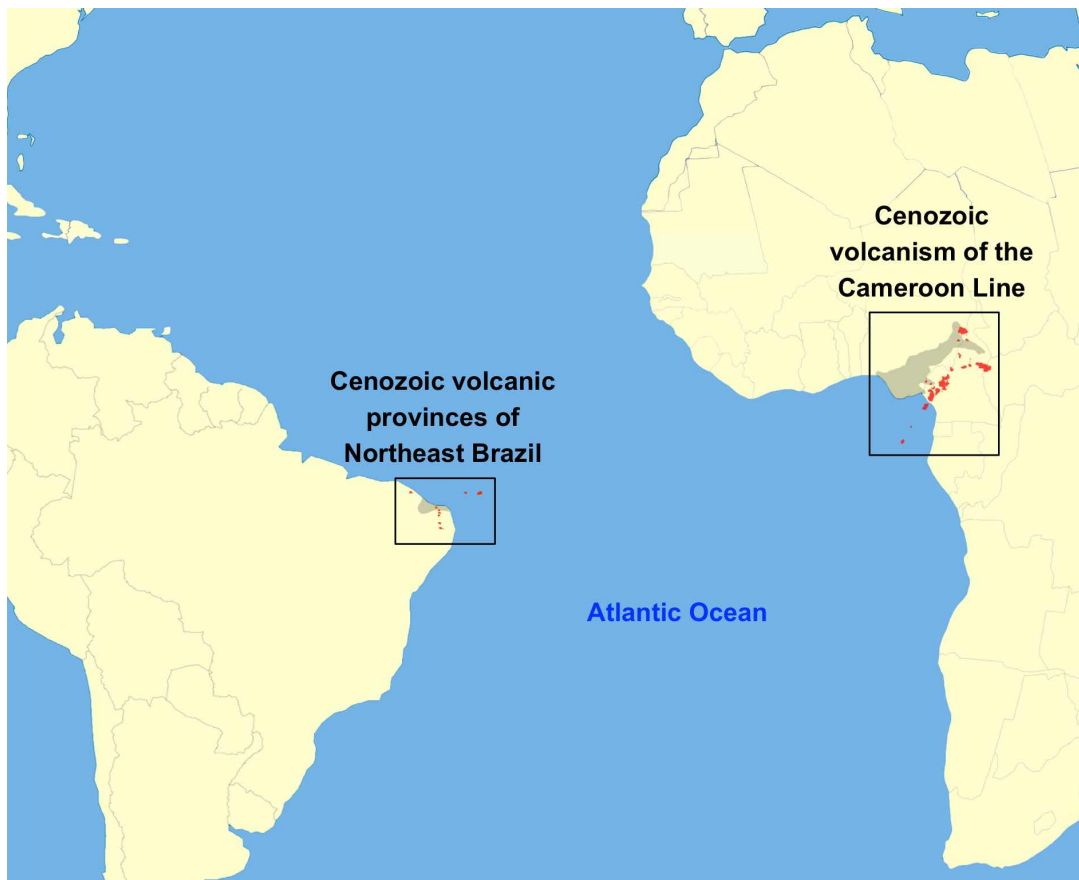 Cenozoic
volcanism of the
Cameroon Line
Cenozoic volcanic
provinces of
Northeast Brazil
Atlantic Ocean